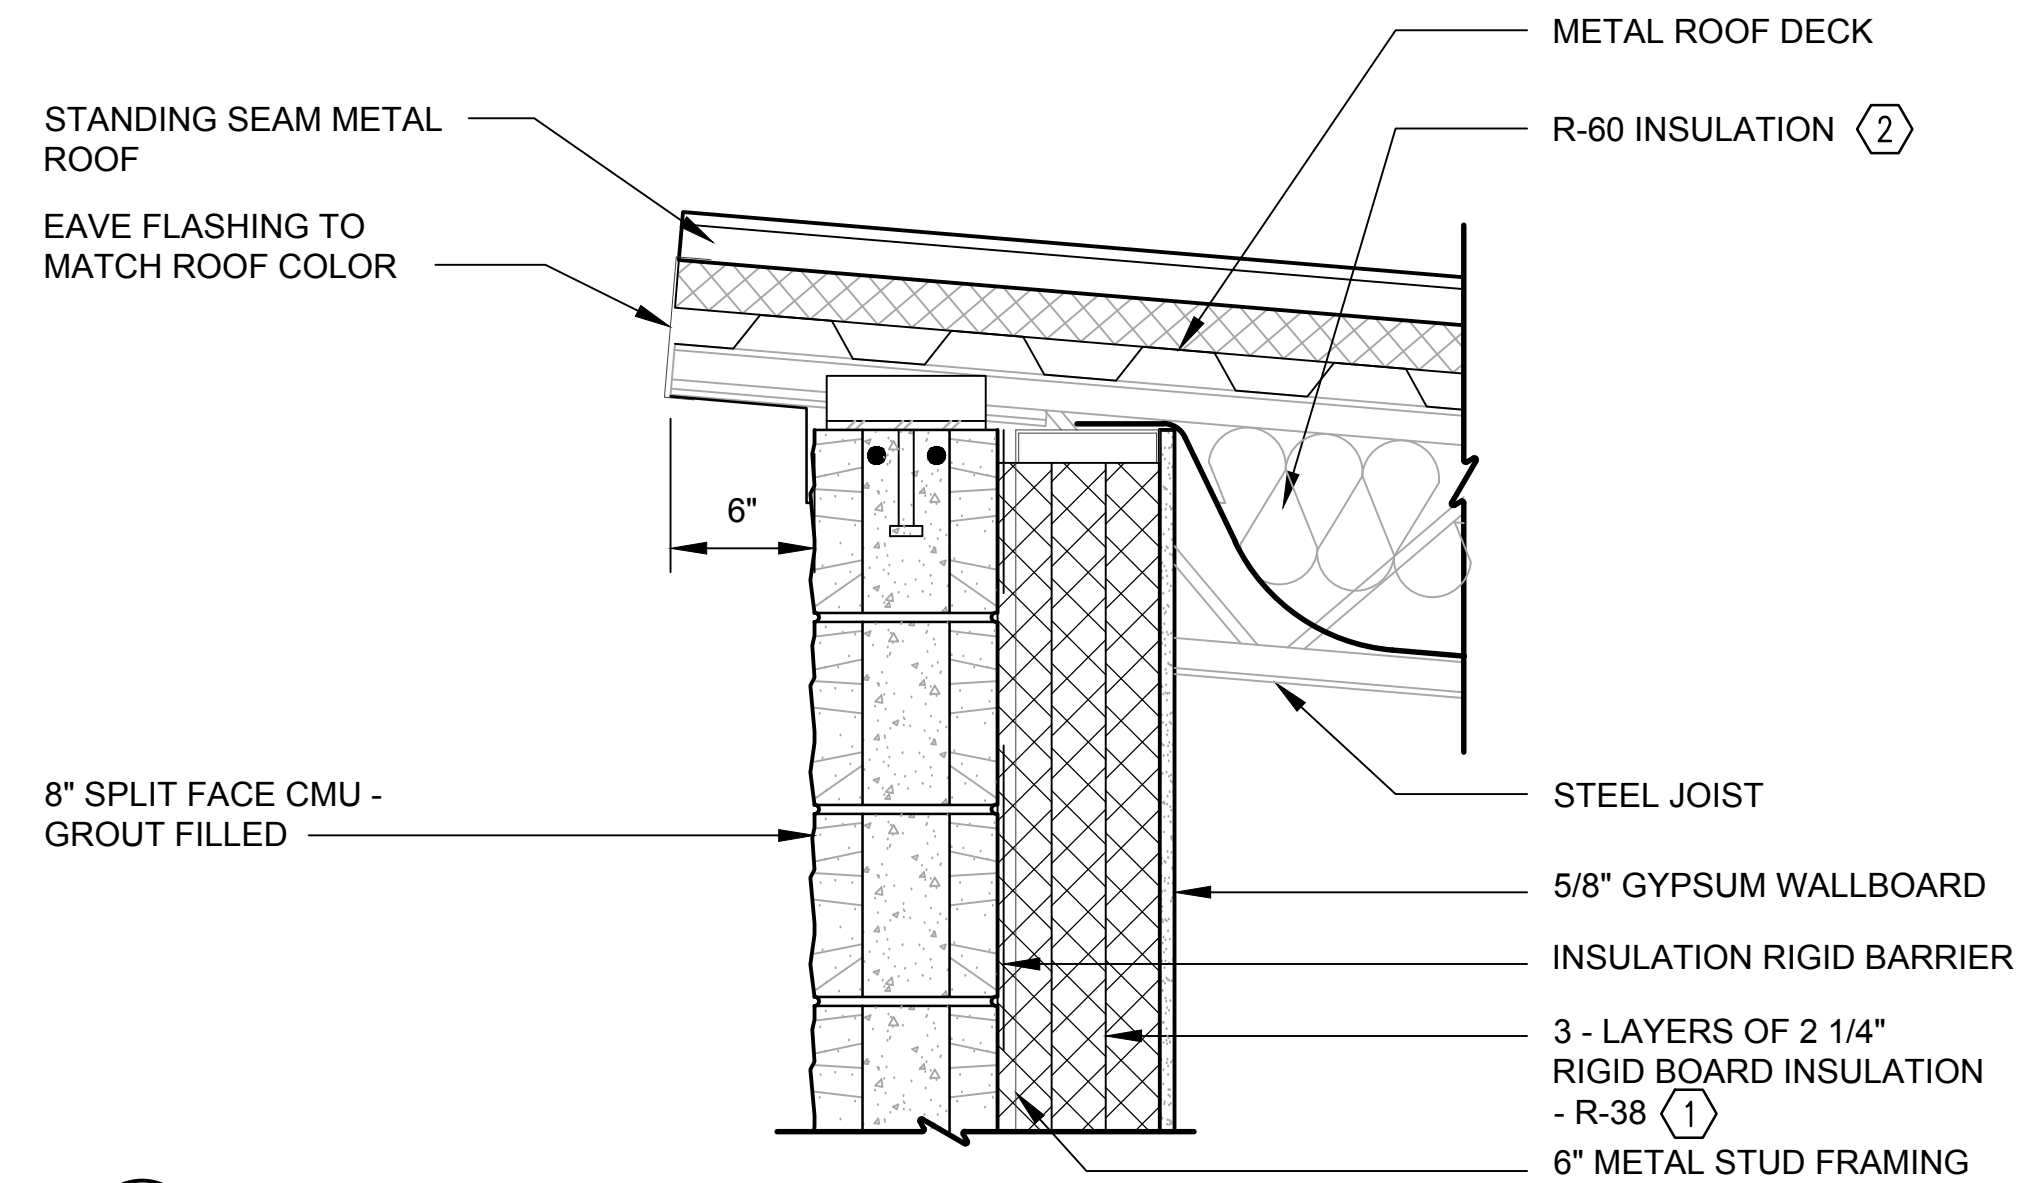 METAL ROOF DECK
STANDING SEAM METAL
ROOF
R-60 INSULATION 2
EAVE FLASHING TO
MATCH ROOF COLOR
6"
8" SPLIT FACE CMU -
GROUT FILLED
STEEL JOIST
5/8" GYPSUM WALLBOARD
INSULATION RIGID BARRIER
3 - LAYERS OF 2 1/4"
RIGID BOARD INSULATION
- R-38 1
6" METAL STUD FRAMING